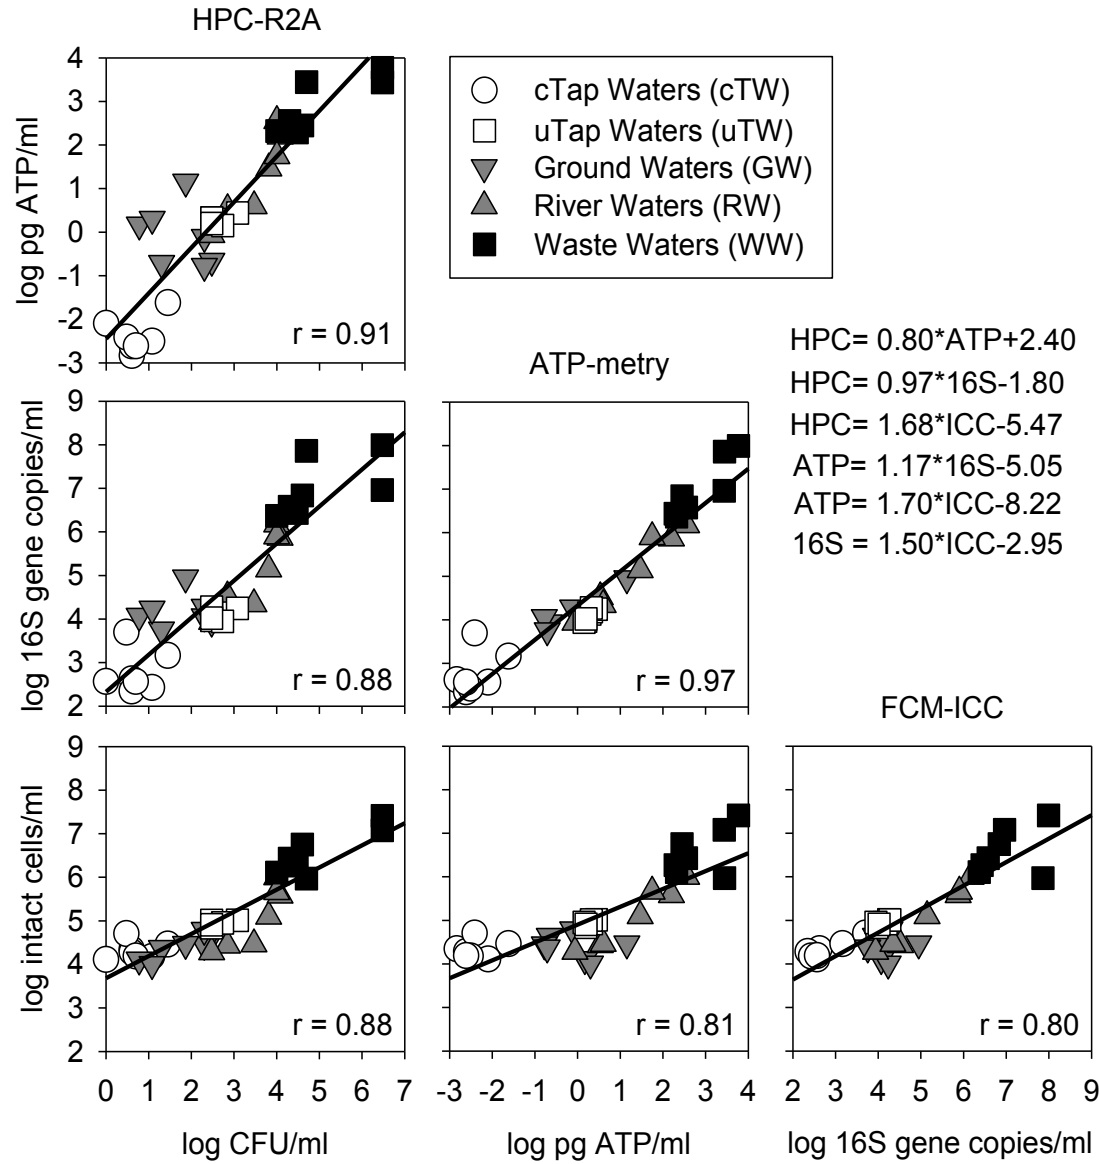 HPC-R2A
4
3
2
1
0
-1
-2
-3
log pg ATP/ml
r = 0.91
cTap Waters (cTW)
uTap Waters (uTW)
Ground Waters (GW)
River Waters (RW)
Waste Waters (WW)
HPC= 0.80*ATP+2.40
HPC= 0.97*16S-1.80
HPC= 1.68*ICC-5.47
ATP= 1.17*16S-5.05
ATP= 1.70*ICC-8.22
16S = 1.50*ICC-2.95
ATP-metry
9
8
7
6
5
4
3
2
log 16S gene copies/ml
r = 0.88
r = 0.97
FCM-ICC
9
8
7
6
5
4
3
2
log intact cells/ml
r = 0.88
r = 0.81
r = 0.80
0 1 2 3 4 5 6 7
-3 -2 -1 0 1 2 3 4
2 3 4 5 6 7 8 9
log CFU/ml
log pg ATP/ml
log 16S gene copies/ml